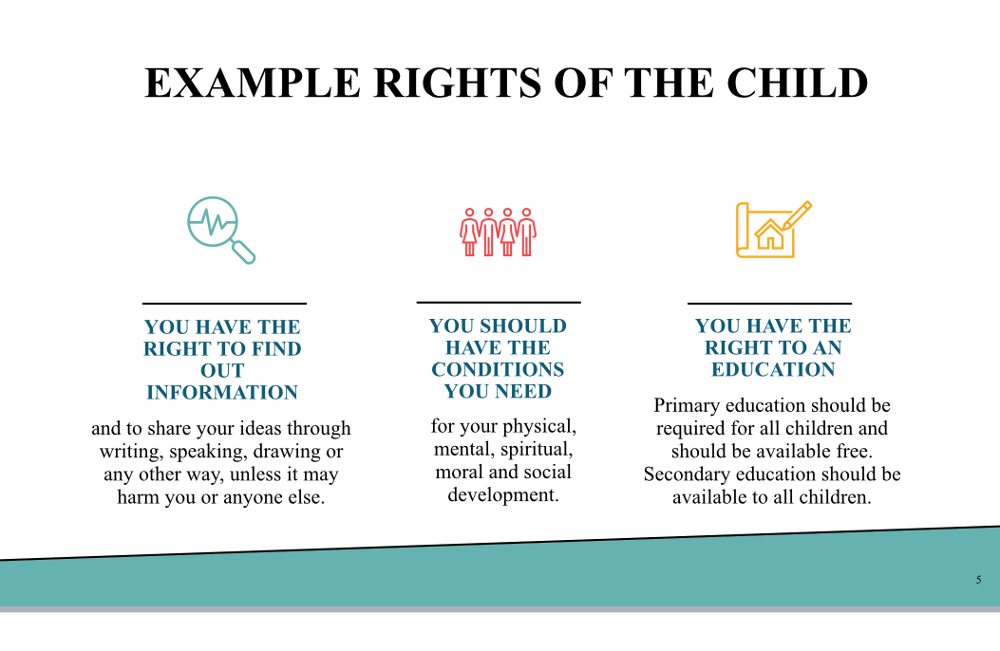 EXAMPLE RIGHTS OF THE CHILD
YOU HAVE THE
RIGHT TO FIND
OUT
INFORMATION
and to share your ideas through
writing, speaking, drawing or
any other way, unless it may
harm you or anyone else.
YOU SHOULD
HAVE THE
CONDITIONS
YOU NEED
for your physical,
mental, spiritual,
moral and social
development.
YOU HAVE THE
RIGHT TO AN
EDUCATION
Primary education should be
required for all children and
should be available free.
Secondary education should be
available to all children.
5